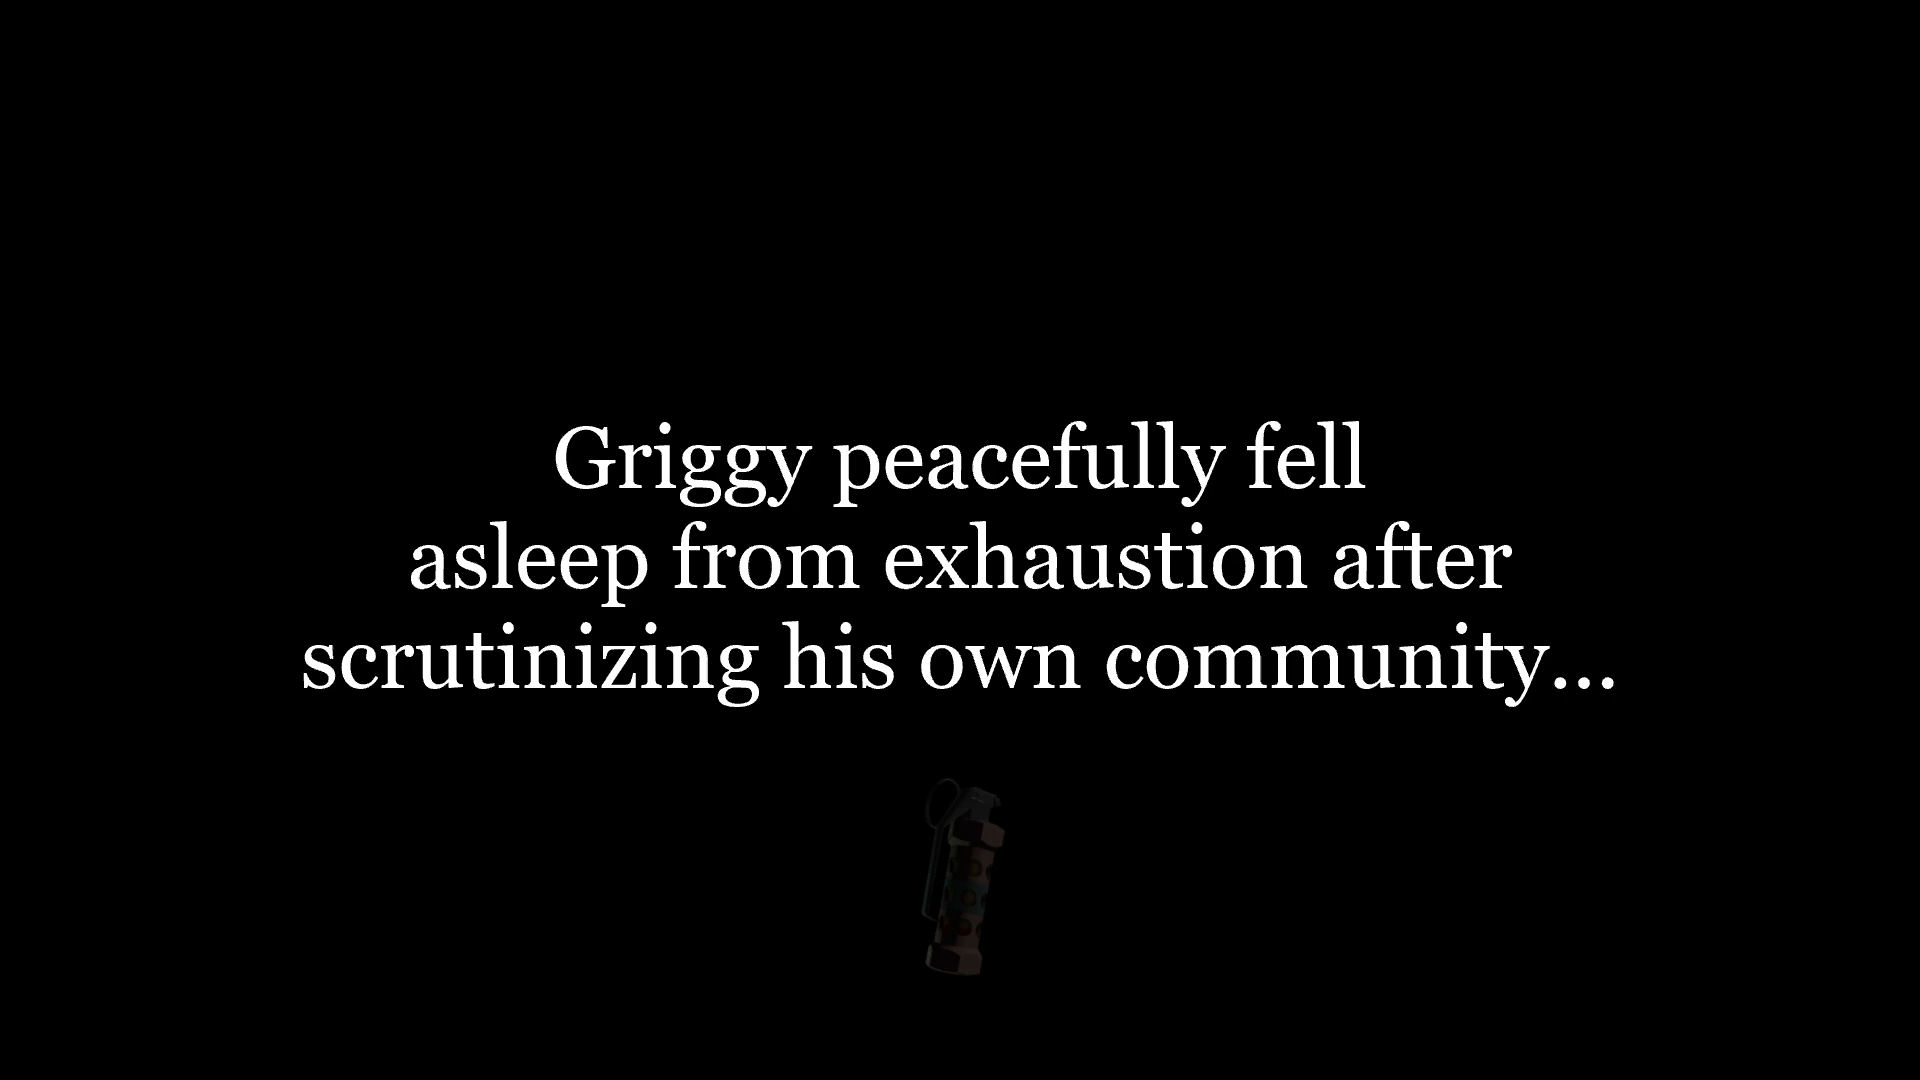 Griggy peacefully fell
asleep from exhaustion after
scrutinizing his own community...